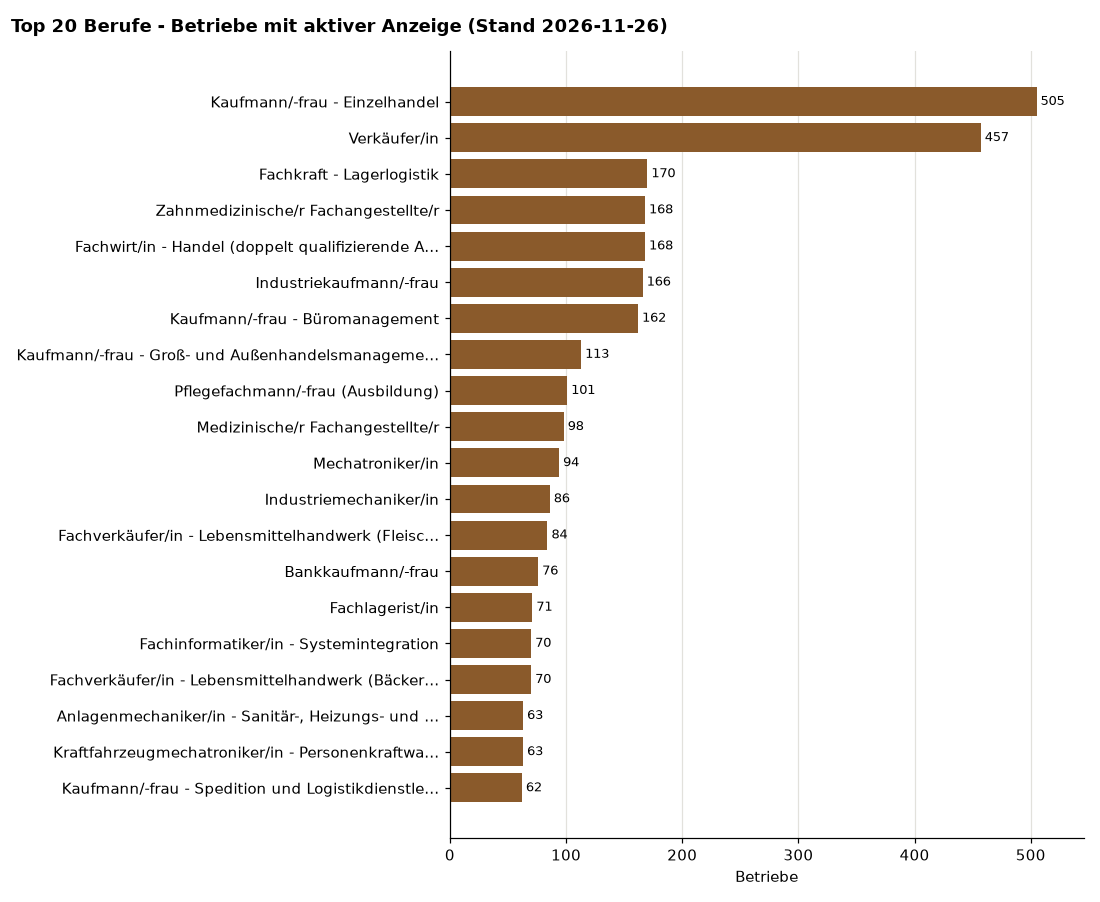 Top 20 Berufe - Betriebe mit aktiver Anzeige (Stand 2026-11-26)
Kaufmann/-frau - Einzelhandel 505
Verkäufer/in 457
Fachkraft - Lagerlogistik 170
Zahnmedizinische/r Fachangestellte/r 168
Fachwirt/in - Handel (doppelt qualifizierende A… 168
Industriekaufmann/-frau 166
Kaufmann/-frau - Büromanagement 162
Kaufmann/-frau - Groß- und Außenhandelsmanageme… 113
Pflegefachmann/-frau (Ausbildung) 101
Medizinische/r Fachangestellte/r 98
Mechatroniker/in 94
Industriemechaniker/in 86
Fachverkäufer/in - Lebensmittelhandwerk (Fleisc… 84
Bankkaufmann/-frau 76
Fachlagerist/in 71
Fachinformatiker/in - Systemintegration 70
Fachverkäufer/in - Lebensmittelhandwerk (Bäcker… 70
Anlagenmechaniker/in - Sanitär-, Heizungs- und … 63
Kraftfahrzeugmechatroniker/in - Personenkraftwa… 63
Kaufmann/-frau - Spedition und Logistikdienstle… 62
0 100 200 300 400 500
Betriebe